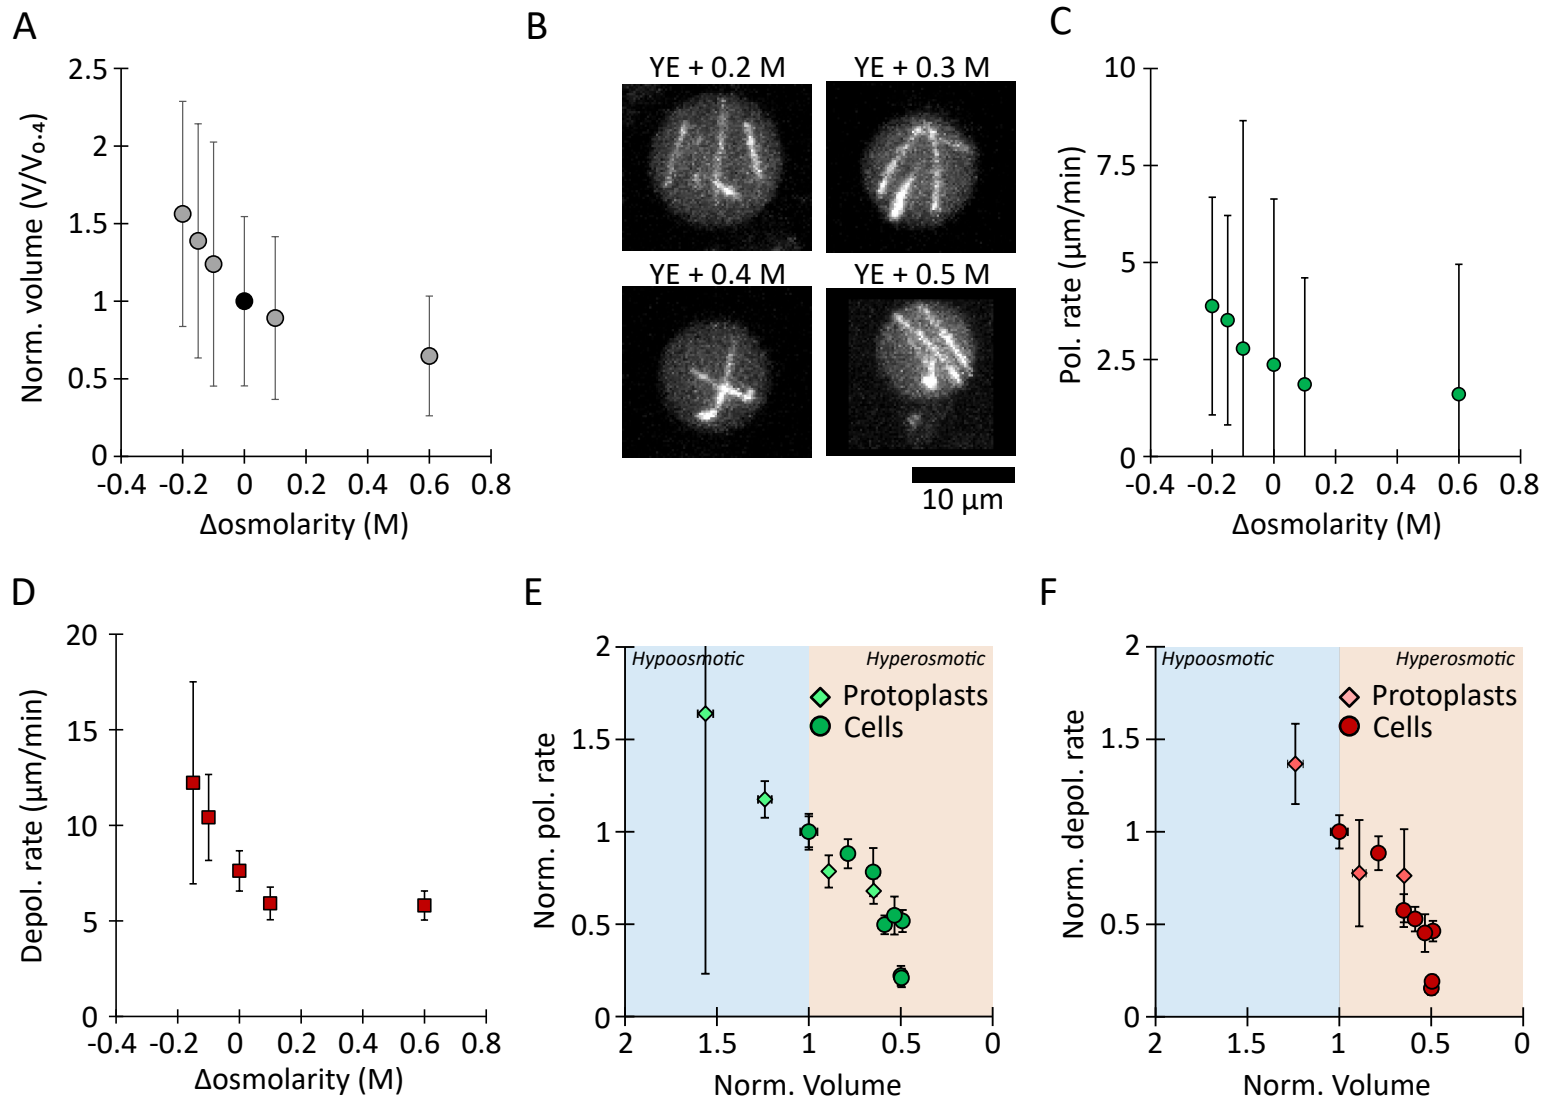 A
Norm. volume (V/V₀.₄)
2.5
2
1.5
1
0.5
0
-0.4 -0.2 0 0.2 0.4 0.6 0.8
Δosmolarity (M)
B
YE + 0.2 M
YE + 0.3 M
YE + 0.4 M
YE + 0.5 M
10 µm
C
Pol. rate (µm/min)
10
7.5
5
2.5
0
-0.4 -0.2 0 0.2 0.4 0.6 0.8
Δosmolarity (M)
D
Depol. rate (µm/min)
20
15
10
5
0
-0.4 -0.2 0 0.2 0.4 0.6 0.8
Δosmolarity (M)
E
Norm. pol. rate
2
1.5
1
0.5
0
Hypoosmotic
Hyperosmotic
Protoplasts
Cells
2 1.5 1 0.5 0
Norm. Volume
F
Norm. depol. rate
2
1.5
1
0.5
0
Hypoosmotic
Hyperosmotic
Protoplasts
Cells
2 1.5 1 0.5 0
Norm. Volume